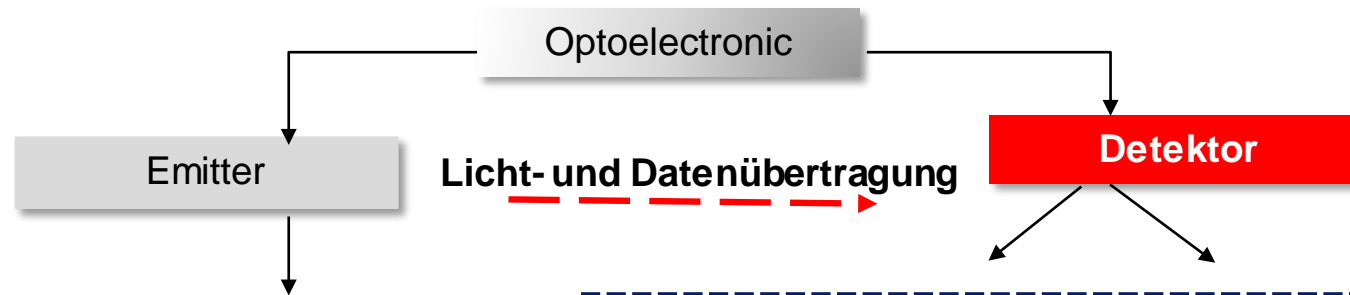 Optoelectronic
Emitter
Licht- und Datenübertragung
Detektor